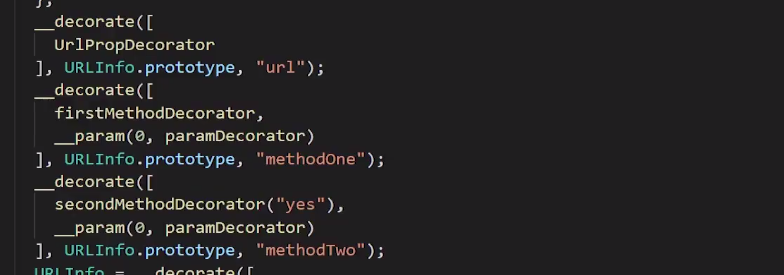 };
__decorate([
UrlPropDecorator
], URLInfo.prototype, "url");
__decorate([
firstMethodDecorator,
__param(0, paramDecorator)
], URLInfo.prototype, "methodOne");
__decorate([
secondMethodDecorator("yes"),
__param(0, paramDecorator)
], URLInfo.prototype, "methodTwo");
URLInfo = __decorate([